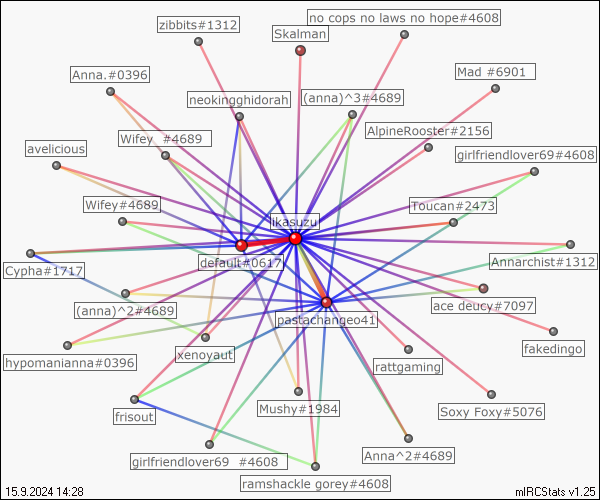 no cops no laws no hope#4608
zibbits#1312
Skalman
Anna.#0396
Mad #6901
neokingghidorah
(anna)^3#4689
AlpineRooster#2156
Wifey #4689
avelicious
girlfriendlover69#4608
Wifey#4689
Toucan#2473
likasuzu
default#0617
Annarchist#1312
Cypha#1717
(anna)^2#4689
ace deucy#7097
pastachangeo41
hypomanianna#0396
xenoyaut
fakedingo
rattgaming
Mushy#1984
Soxy Foxy#5076
frisout
Anna^2#4689
girlfriendlover69 #4608
ramshackle gorey#4608
15.9.2024 14:28
mIRCStats v1.25